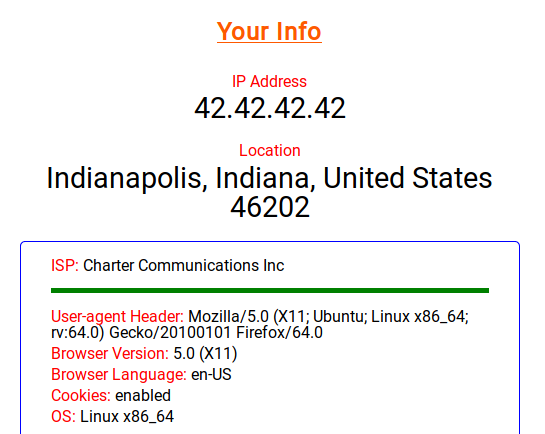 Your Info
IP Address
42.42.42.42
Location
Indianapolis, Indiana, United States
46202
ISP: Charter Communications Inc
User-agent Header: Mozilla/5.0 (X11; Ubuntu; Linux x86_64;
rv:64.0) Gecko/20100101 Firefox/64.0
Browser Version: 5.0 (X11)
Browser Language: en-US
Cookies: enabled
OS: Linux x86_64